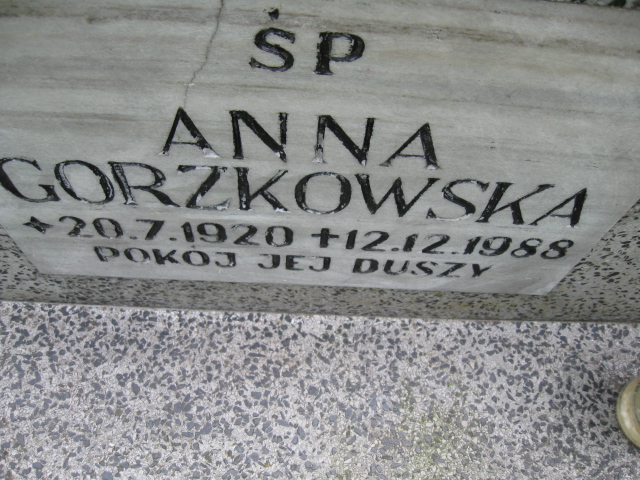 ŚP
ANNA
GORZKOWSKA
20.7.1920 +12.12.1988
POKÓJ JEJ DUSZY